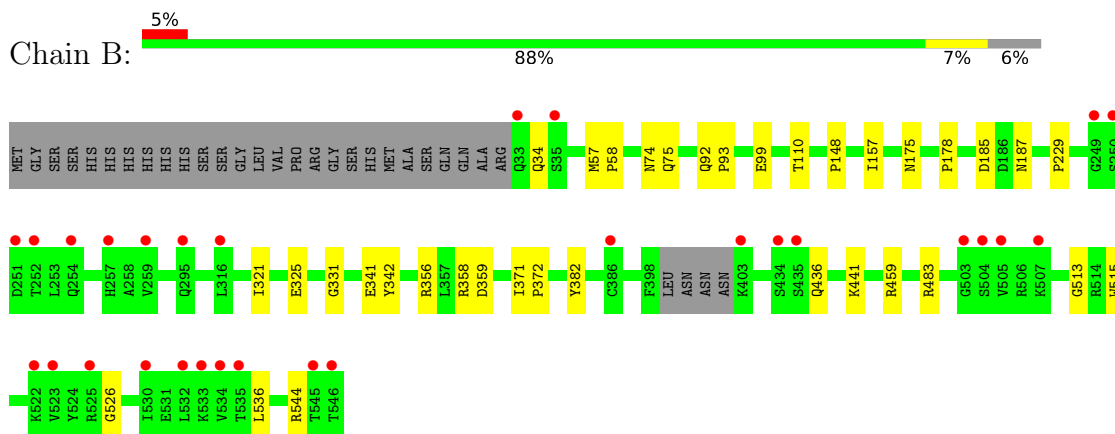 5%
Chain B:
88% 7% 6%
MET GLY SER SER HIS HIS HIS HIS HIS HIS SER SER GLY LEU VAL PRO ARG GLY SER HIS MET ALA SER GLN GLN ALA ARG Q33 Q34 S35 M57 P58 N74 Q75 Q92 P93 E99 T110 P148 I157 N175 P178 D185 D186 N187 P229 G249 S250
D251 T252 L253 Q254 H257 A258 V259 Q295 L316 I321 E325 G331 E341 Y342 R356 L357 R358 D359 I371 P372 Y382 C386 F398 LEU ASN ASN ASN K403 S434 S435 Q436 K441 R459 R483 G503 S504 V505 R506 K507 G513 R514 W515
K522 V523 Y524 R525 G526 I530 E531 L532 K533 V534 T535 L536 R544 T545 T546